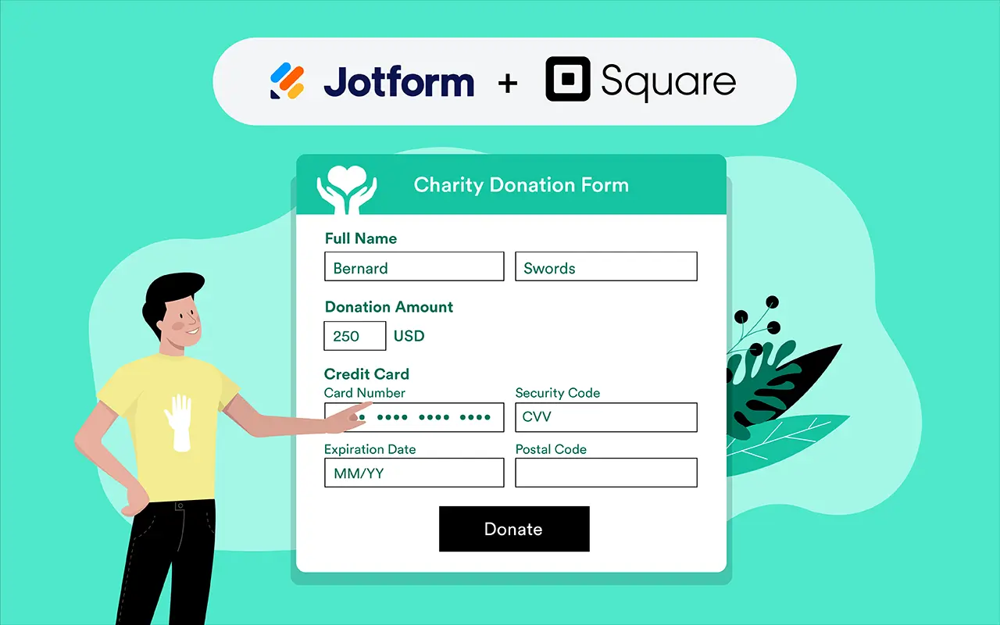 Jotform + Square
Charity Donation Form
Full Name
Bernard Swords
Donation Amount
250 USD
Credit Card
Card Number Security Code
•• •••• •••• •••• CVV
Expiration Date Postal Code
MM/YY
Donate